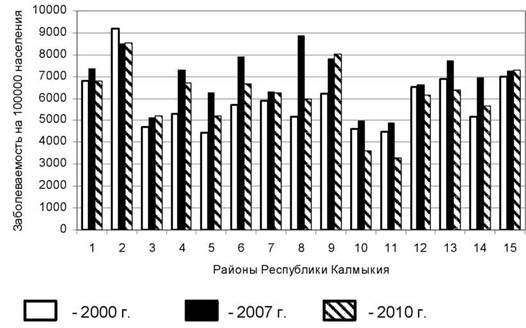 Заболеваемость на 100000 населения
10000
9000
8000
7000
6000
5000
4000
3000
2000
1000
0
1 2 3 4 5 6 7 8 9 10 11 12 13 14 15
Районы Республики Калмыкия
- 2000 г. - 2007 г. - 2010 г.